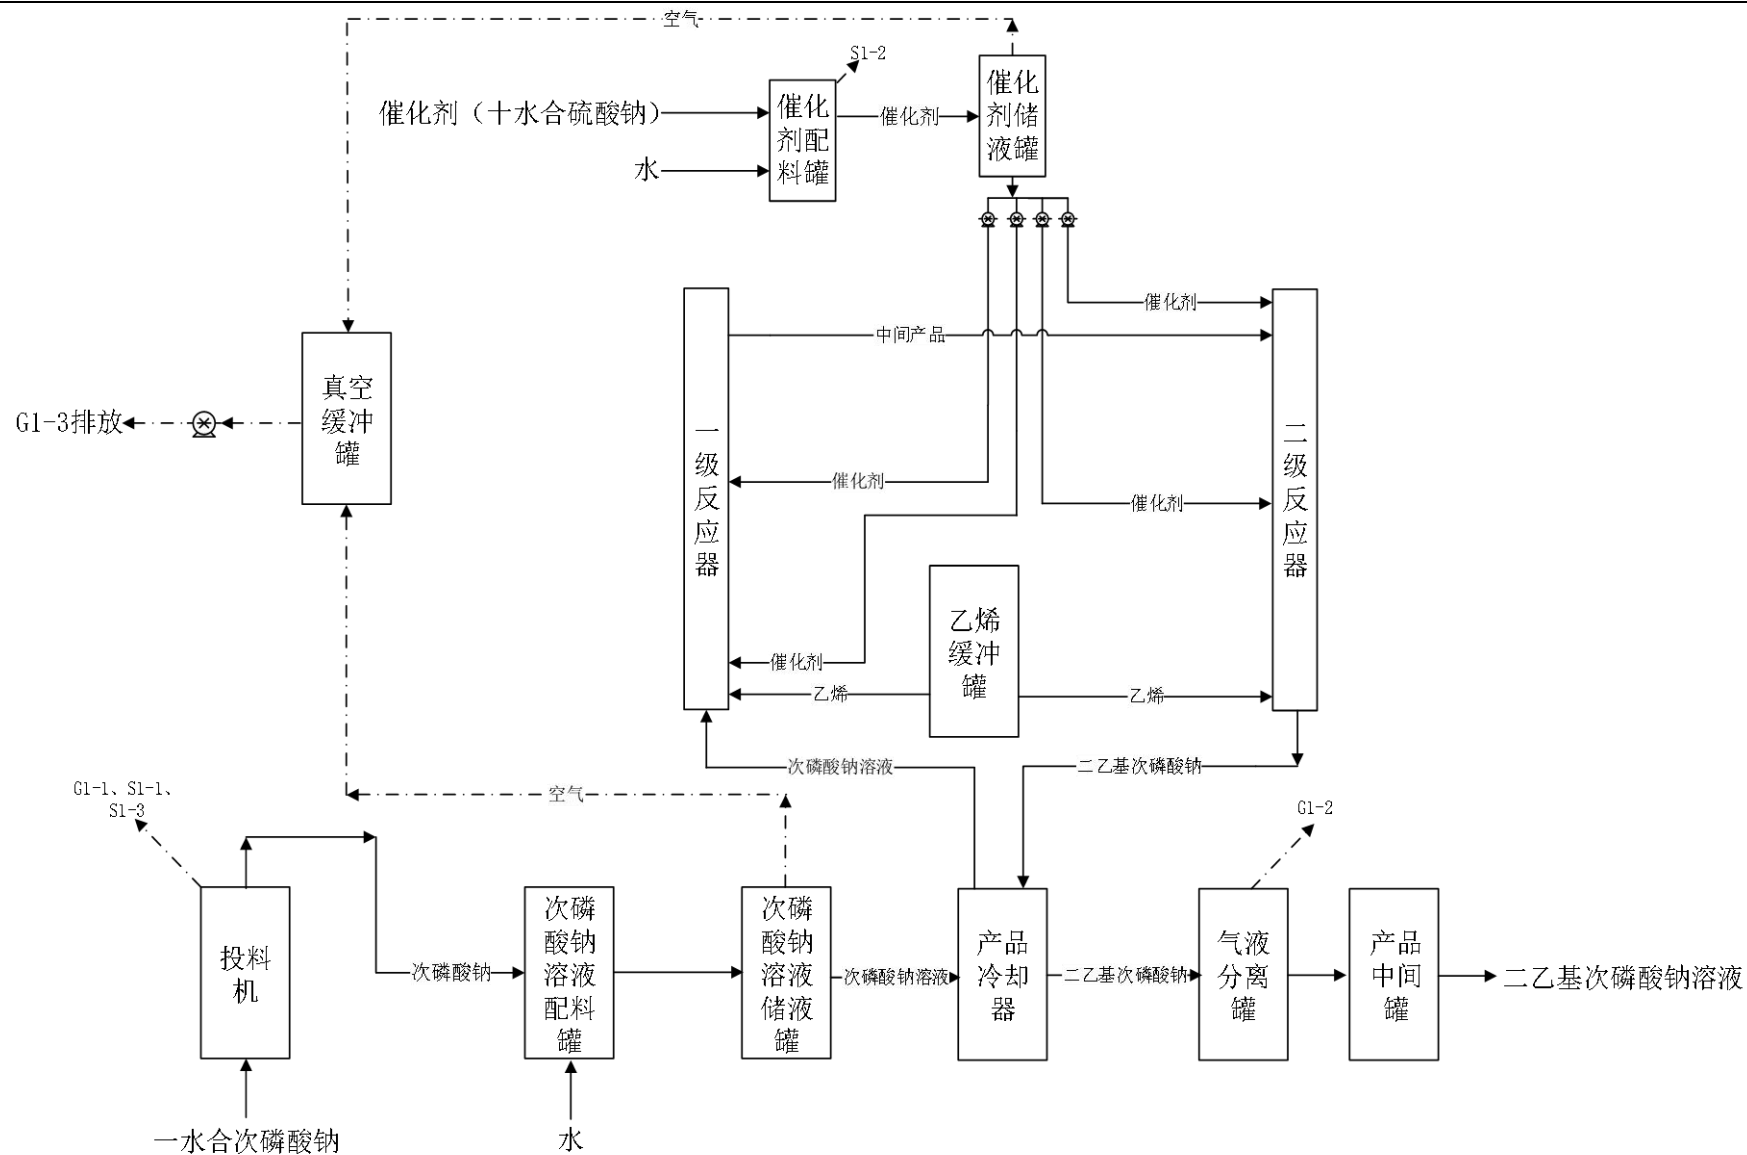 空气
S1-2
催化剂（十水合硫酸钠）
催化
剂配
料罐
催化剂
催化
剂储
液罐
水
催化剂
中间产品
真空
缓冲
罐
G1-3排放
一
级
反
应
器
二
级
反
应
器
催化剂
催化剂
乙烯
缓冲
罐
催化剂
乙烯
乙烯
次磷酸钠溶液
二乙基次磷酸钠
G1-1、S1-1、
S1-3
空气
G1-2
投料
机
次磷酸钠
次磷
酸钠
溶液
配料
罐
次磷
酸钠
溶液
储液
罐
次磷酸钠溶液
产品
冷却
器
二乙基次磷酸钠
气液
分离
罐
产品
中间
罐
二乙基次磷酸钠溶液
一水合次磷酸钠
水